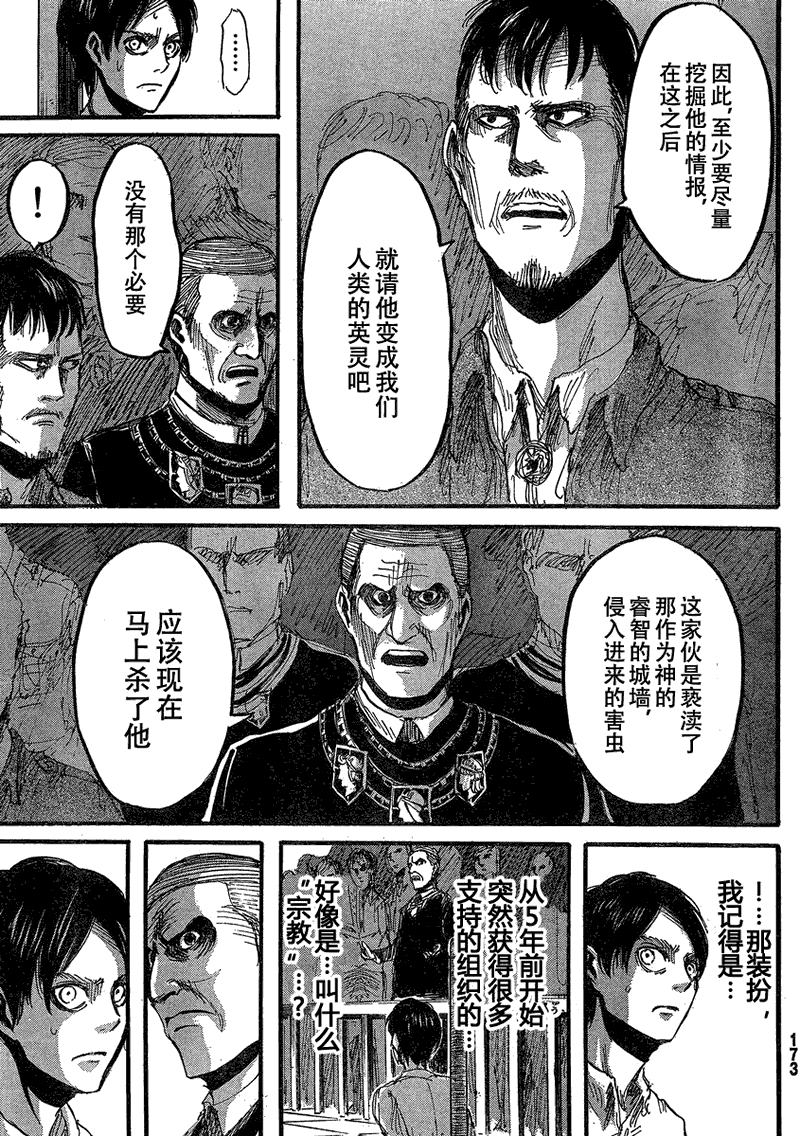 因此,至少要尽量
挖掘他的情报,
在这之后
就请他变成我们
人类的英灵吧
……
没有那个必要
！
这家伙是亵渎了
那作为神的
睿智的城墙,
侵入进来的害虫
应该现在
马上杀了他
！…那装扮,
我记得是…
从5年前开始
突然获得很多
支持的组织的…
好像是…叫什么
“宗教”…?
173